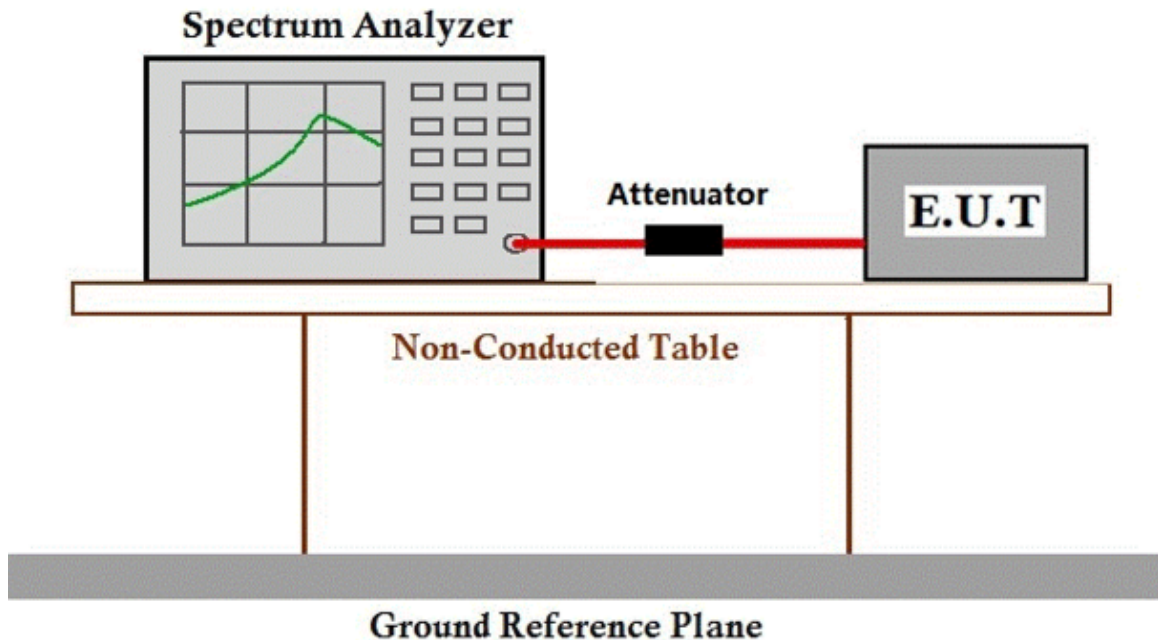 Spectrum Analyzer
Attenuator
E.U.T
Non-Conducted Table
Ground Reference Plane